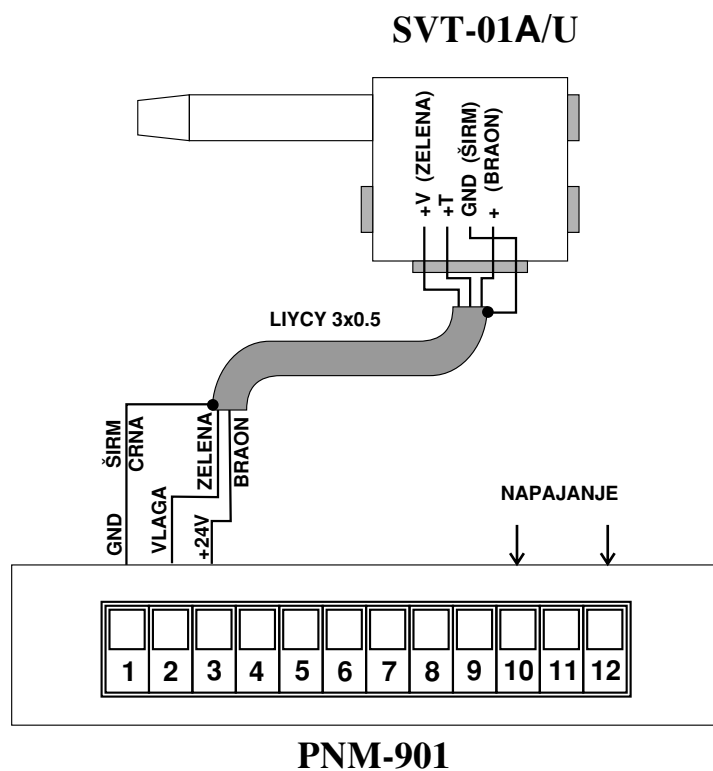 SVT-01A/U
+V (ZELENA)
+T
GND (ŠIRM)
+ (BRAON)
LIYCY 3x0.5
ŠIRM
CRNA
ZELENA
BRAON
GND
VLAGA
+24V
NAPAJANJE
1 2 3 4 5 6 7 8 9 10 11 12
PNM-901